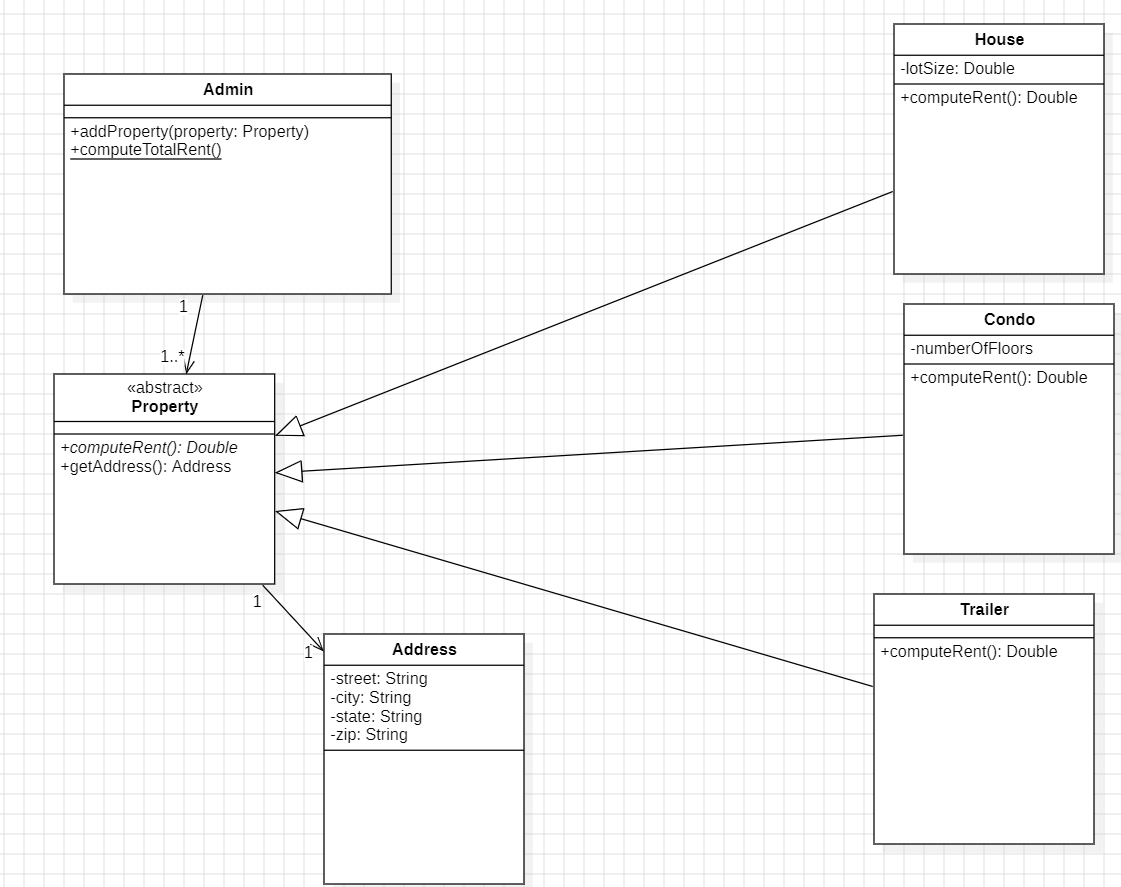 Admin
+addProperty(property: Property)
+computeTotalRent()
1
1..*
«abstract»
Property
+computeRent(): Double
+getAddress(): Address
1
1
Address
-street: String
-city: String
-state: String
-zip: String
House
-lotSize: Double
+computeRent(): Double
Condo
-numberOfFloors
+computeRent(): Double
Trailer
+computeRent(): Double